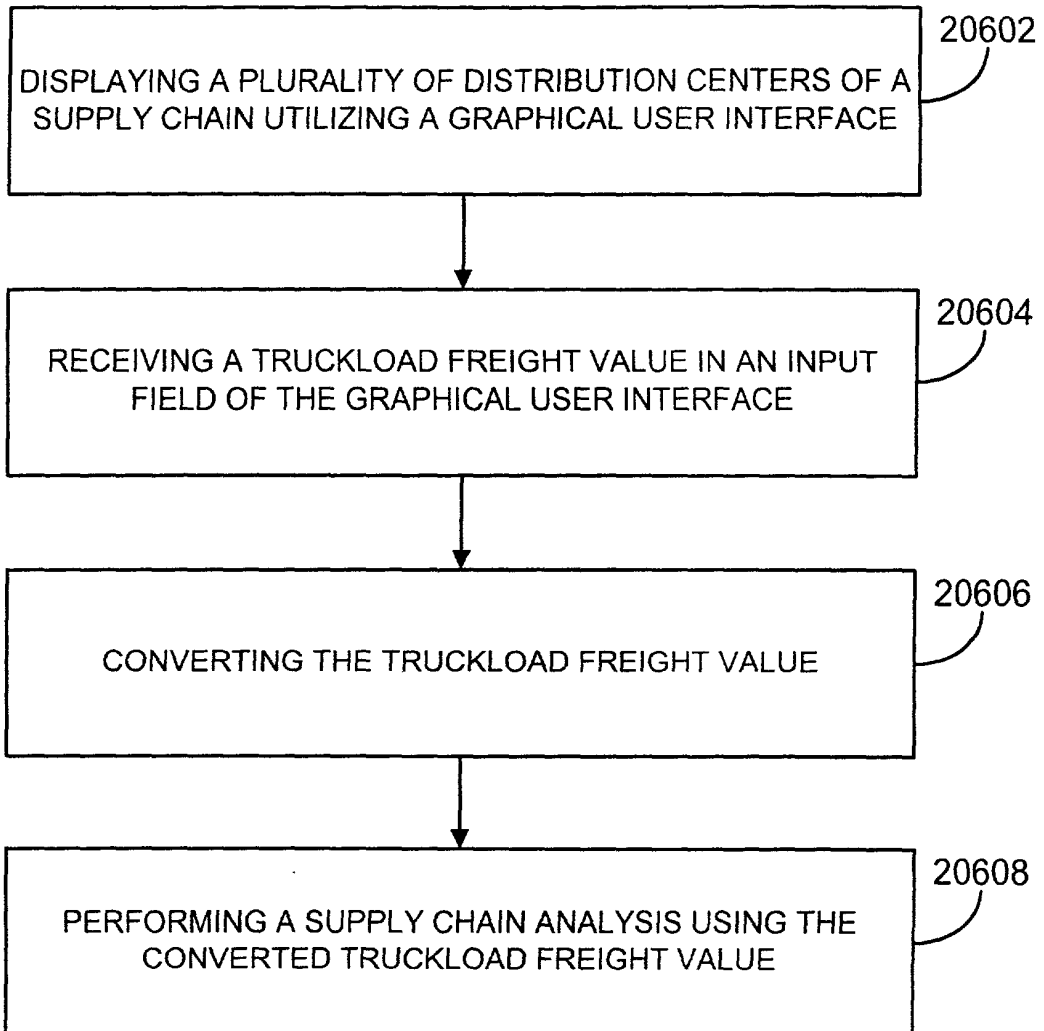 20602
DISPLAYING A PLURALITY OF DISTRIBUTION CENTERS OF A
SUPPLY CHAIN UTILIZING A GRAPHICAL USER INTERFACE
20604
RECEIVING A TRUCKLOAD FREIGHT VALUE IN AN INPUT
FIELD OF THE GRAPHICAL USER INTERFACE
20606
CONVERTING THE TRUCKLOAD FREIGHT VALUE
20608
PERFORMING A SUPPLY CHAIN ANALYSIS USING THE
CONVERTED TRUCKLOAD FREIGHT VALUE